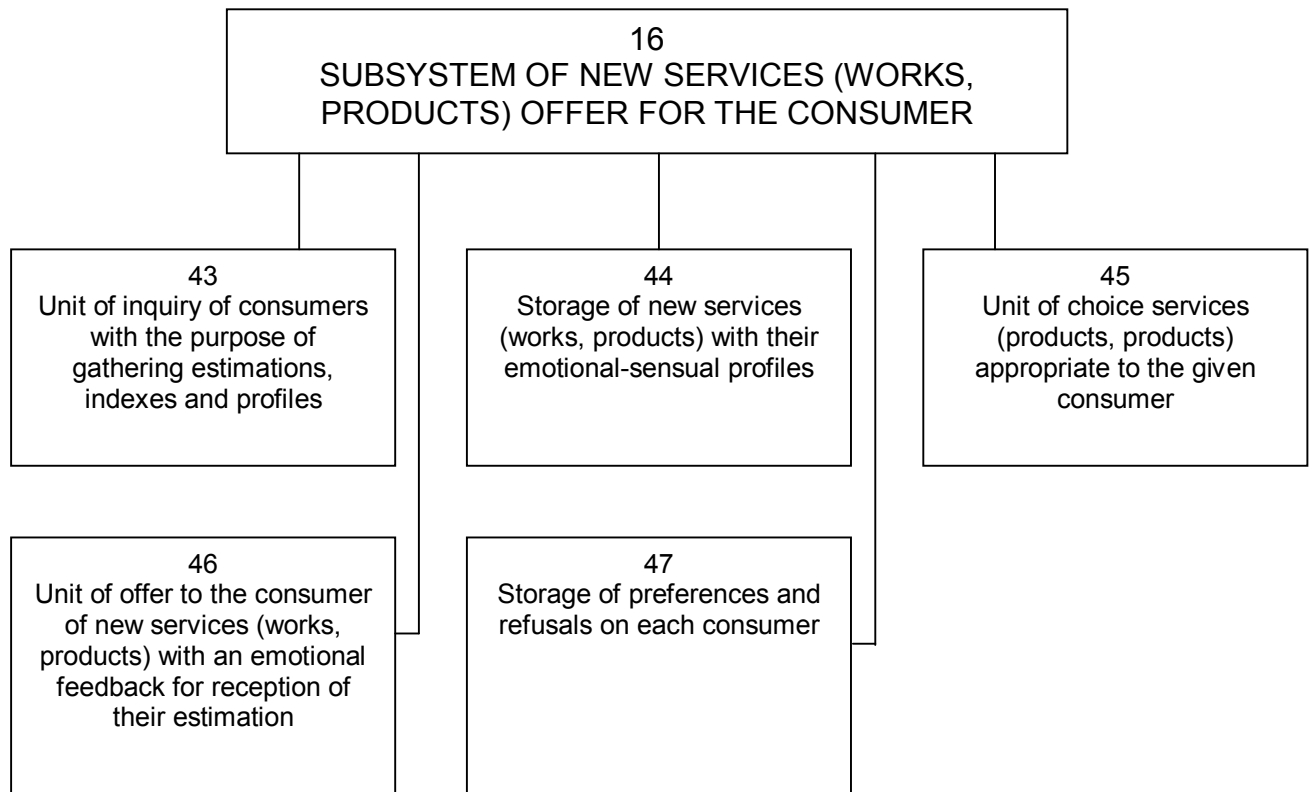 16
SUBSYSTEM OF NEW SERVICES (WORKS,
PRODUCTS) OFFER FOR THE CONSUMER
43
Unit of inquiry of consumers
with the purpose of
gathering estimations,
indexes and profiles
44
Storage of new services
(works, products) with their
emotional-sensual profiles
45
Unit of choice services
(products, products)
appropriate to the given
consumer
46
Unit of offer to the consumer
of new services (works,
products) with an emotional
feedback for reception of
their estimation
47
Storage of preferences and
refusals on each consumer